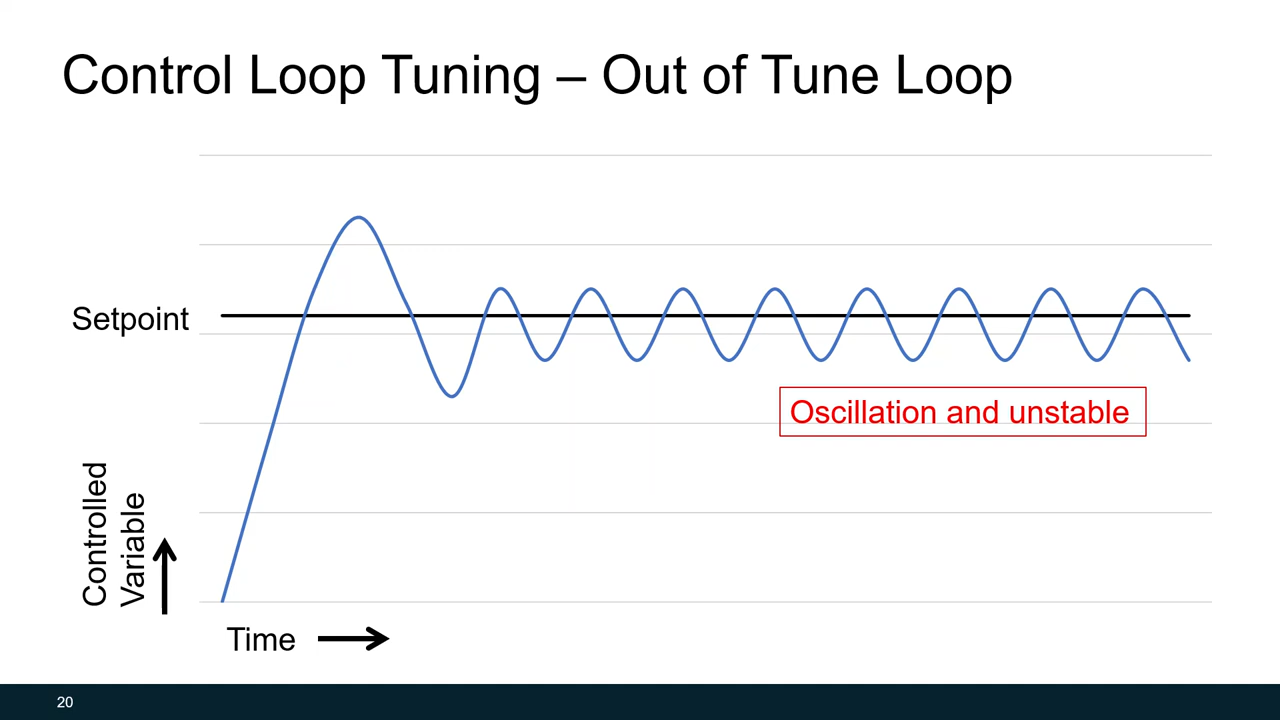 Control Loop Tuning – Out of Tune Loop
Setpoint
Oscillation and unstable
Controlled
Variable
Time
20